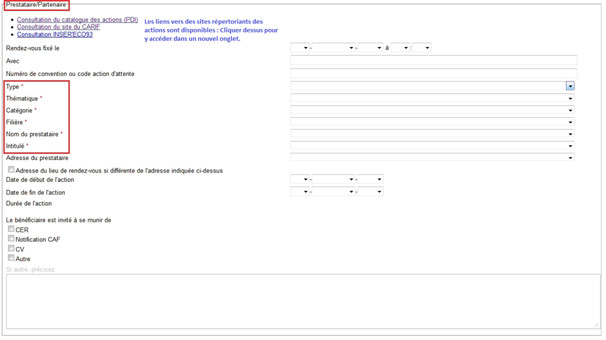 Prestataire/Partenaire
Consultation du catalogue des actions (PDI)
Consultation du site du CARIF
Consultation INSER'ECO93
Les liens vers des sites répertoriants des
actions sont disponibles : Cliquer dessus pour
y accéder dans un nouvel onglet.
Rendez-vous fixé le - - à :
Avec
Numéro de convention ou code action d'attente
Type *
Thématique *
Catégorie *
Filière *
Nom du prestataire *
Intitulé *
Adresse du prestataire
Adresse du lieu de rendez-vous si différente de l'adresse indiquée ci-dessus
Date de début de l'action - -
Date de fin de l'action - -
Durée de l'action
Le bénéficiaire est invité à se munir de
CER
Notification CAF
CV
Autre
Si autre, précisez